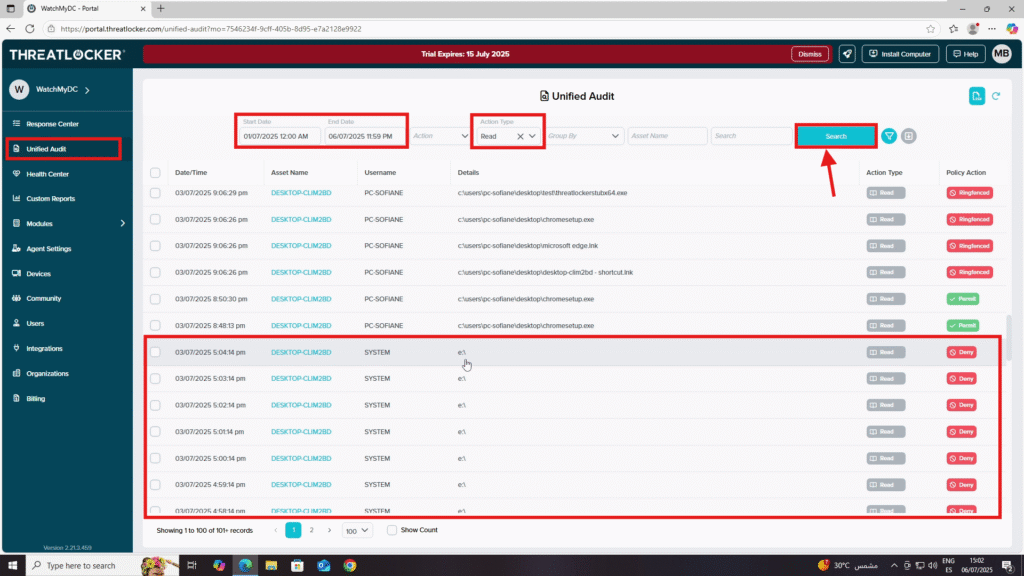 WatchMyDC - Portal
https://portal.threatlocker.com/unified-audit?mo=7546234f-9cff-405b-8d95-e7a2128e9922
THREATLOCKER
Trial Expires: 15 July 2025
Dismiss
Install Computer
Help
MB
W
WatchMyDC
Response Center
Unified Audit
Health Center
Custom Reports
Modules
Agent Settings
Devices
Community
Users
Integrations
Organizations
Billing
Version 2.21.3.459
Unified Audit
Start Date End Date Action Type
01/07/2025 12:00 AM 06/07/2025 11:59 PM Action Read Group By Asset Name Search Search
Date/Time Asset Name Username Details Action Type Policy Action
03/07/2025 9:06:29 pm DESKTOP-CLIM2BD PC-SOFIANE c:\users\pc-sofiane\desktop\test\threatlockerstubx64.exe Read Ringfenced
03/07/2025 9:06:26 pm DESKTOP-CLIM2BD PC-SOFIANE c:\users\pc-sofiane\desktop\chromesetup.exe Read Ringfenced
03/07/2025 9:06:26 pm DESKTOP-CLIM2BD PC-SOFIANE c:\users\pc-sofiane\desktop\microsoft edge.lnk Read Ringfenced
03/07/2025 9:06:26 pm DESKTOP-CLIM2BD PC-SOFIANE c:\users\pc-sofiane\desktop\desktop-clim2bd - shortcut.lnk Read Ringfenced
03/07/2025 8:50:30 pm DESKTOP-CLIM2BD PC-SOFIANE c:\users\pc-sofiane\desktop\chromesetup.exe Read Permit
03/07/2025 8:48:13 pm DESKTOP-CLIM2BD PC-SOFIANE c:\users\pc-sofiane\desktop\chromesetup.exe Read Permit
03/07/2025 5:04:14 pm DESKTOP-CLIM2BD SYSTEM e:\ Read Deny
03/07/2025 5:03:14 pm DESKTOP-CLIM2BD SYSTEM e:\ Read Deny
03/07/2025 5:02:14 pm DESKTOP-CLIM2BD SYSTEM e:\ Read Deny
03/07/2025 5:01:14 pm DESKTOP-CLIM2BD SYSTEM e:\ Read Deny
03/07/2025 5:00:14 pm DESKTOP-CLIM2BD SYSTEM e:\ Read Deny
03/07/2025 4:59:14 pm DESKTOP-CLIM2BD SYSTEM e:\ Read Deny
03/07/2025 4:58:14 pm DESKTOP-CLIM2BD SYSTEM e:\ Read Deny
Showing 1 to 100 of 101+ records 1 2 100 Show Count
Type here to search
30°C مشمس
ENG
ES
15:02
06/07/2025